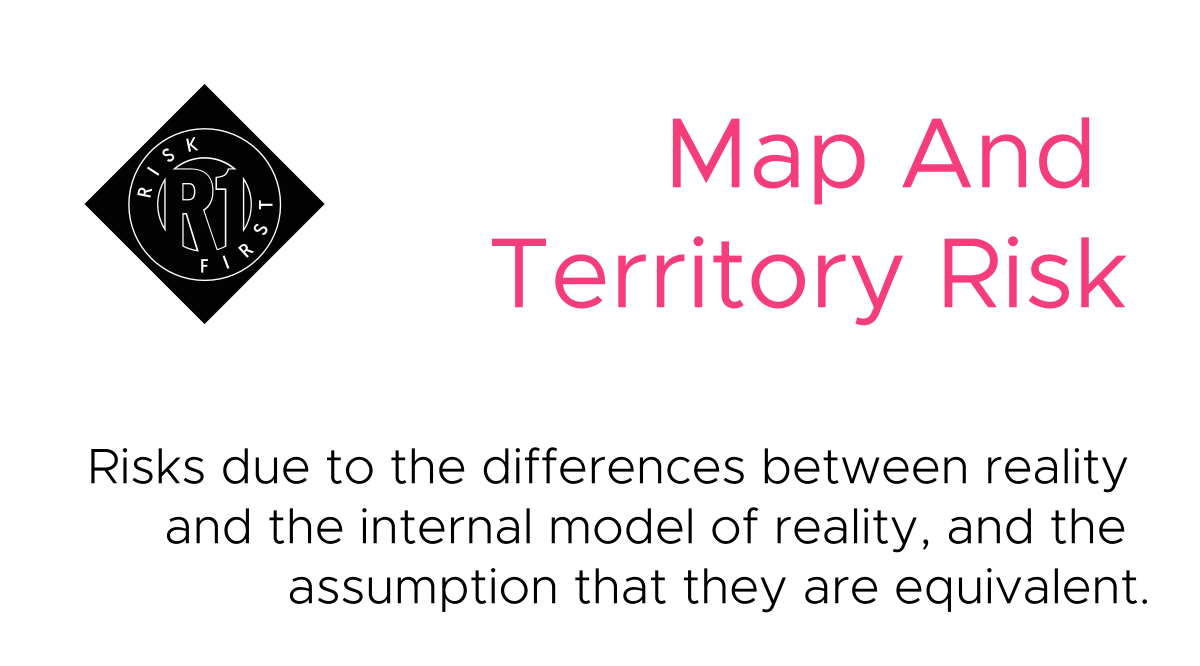 RISK
R1
FIRST
Map And
Territory Risk
Risks due to the differences between reality
and the internal model of reality, and the
assumption that they are equivalent.